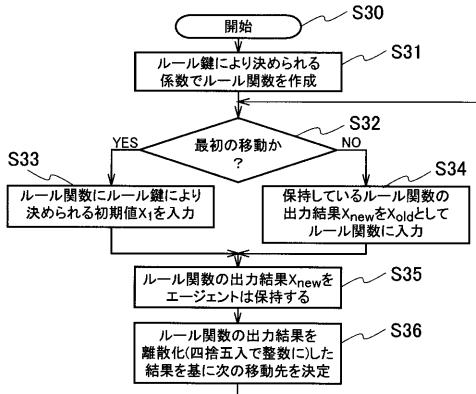 開始
S30
ルール鍵により決められる
係数でルール関数を作成
S31
最初の移動か
?
S32
YES
NO
S33
ルール関数にルール鍵により
決められる初期値X1を入力
S34
保持しているルール関数の
出力結果XnewをXoldとして
ルール関数に入力
ルール関数の出力結果Xnewを
エージェントは保持する
S35
ルール関数の出力結果を
離散化(四捨五入で整数に)した
結果を基に次の移動先を決定
S36